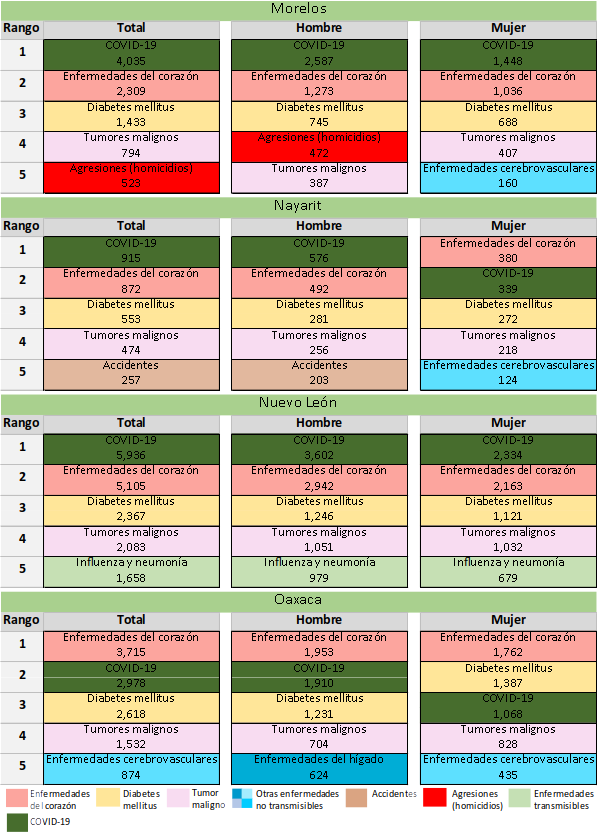 Morelos
Rango Total Hombre Mujer
1 COVID-19 COVID-19 COVID-19
4,035 2,587 1,448
2 Enfermedades del corazón Enfermedades del corazón Enfermedades del corazón
2,309 1,273 1,036
3 Diabetes mellitus Diabetes mellitus Diabetes mellitus
1,433 745 688
4 Tumores malignos Agresiones (homicidios) Tumores malignos
794 472 407
5 Agresiones (homicidios) Tumores malignos Enfermedades cerebrovasculares
523 387 160
Nayarit
Rango Total Hombre Mujer
1 COVID-19 COVID-19 Enfermedades del corazón
915 576 380
2 Enfermedades del corazón Enfermedades del corazón COVID-19
872 492 339
3 Diabetes mellitus Diabetes mellitus Diabetes mellitus
553 281 272
4 Tumores malignos Tumores malignos Tumores malignos
474 256 218
5 Accidentes Accidentes Enfermedades cerebrovasculares
257 203 124
Nuevo León
Rango Total Hombre Mujer
1 COVID-19 COVID-19 COVID-19
5,936 3,602 2,334
2 Enfermedades del corazón Enfermedades del corazón Enfermedades del corazón
5,105 2,942 2,163
3 Diabetes mellitus Diabetes mellitus Diabetes mellitus
2,367 1,246 1,121
4 Tumores malignos Tumores malignos Tumores malignos
2,083 1,051 1,032
5 Influenza y neumonía Influenza y neumonía Influenza y neumonía
1,658 979 679
Oaxaca
Rango Total Hombre Mujer
1 Enfermedades del corazón Enfermedades del corazón Enfermedades del corazón
3,715 1,953 1,762
2 COVID-19 COVID-19 Diabetes mellitus
2,978 1,910 1,387
3 Diabetes mellitus Diabetes mellitus COVID-19
2,618 1,231 1,068
4 Tumores malignos Tumores malignos Tumores malignos
1,532 704 828
5 Enfermedades cerebrovasculares Enfermedades del hígado Enfermedades cerebrovasculares
874 624 435
Enfermedades Diabetes Tumor Otras enfermedades Accidentes Agresiones Enfermedades
del corazón mellitus maligno no transmisibles (homicidios) transmisibles
COVID-19